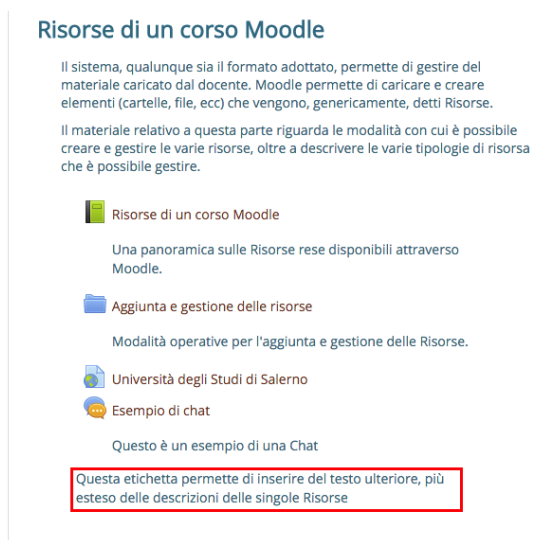 Risorse di un corso Moodle
Il sistema, qualunque sia il formato adottato, permette di gestire del
materiale caricato dal docente. Moodle permette di caricare e creare
elementi (cartelle, file, ecc) che vengono, genericamente, detti Risorse.
Il materiale relativo a questa parte riguarda le modalità con cui è possibile
creare e gestire le varie risorse, oltre a descrivere le varie tipologie di risorsa
che è possibile gestire.
Risorse di un corso Moodle
Una panoramica sulle Risorse rese disponibili attraverso
Moodle.
Aggiunta e gestione delle risorse
Modalità operative per l'aggiunta e gestione delle Risorse.
Università degli Studi di Salerno
Esempio di chat
Questo è un esempio di una Chat
Questa etichetta permette di inserire del testo ulteriore, più
esteso delle descrizioni delle singole Risorse